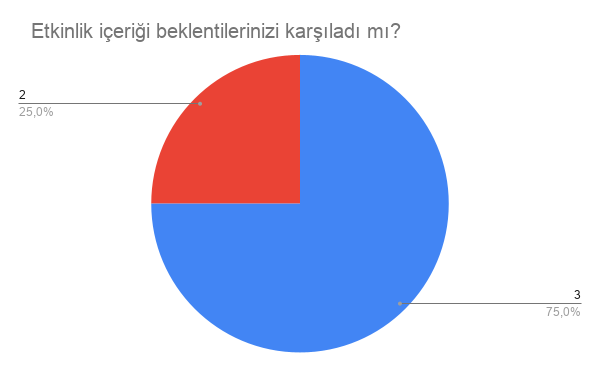 Etkinlik içeriği beklentilerinizi karşıladı mı?
2
25,0%
3
75,0%